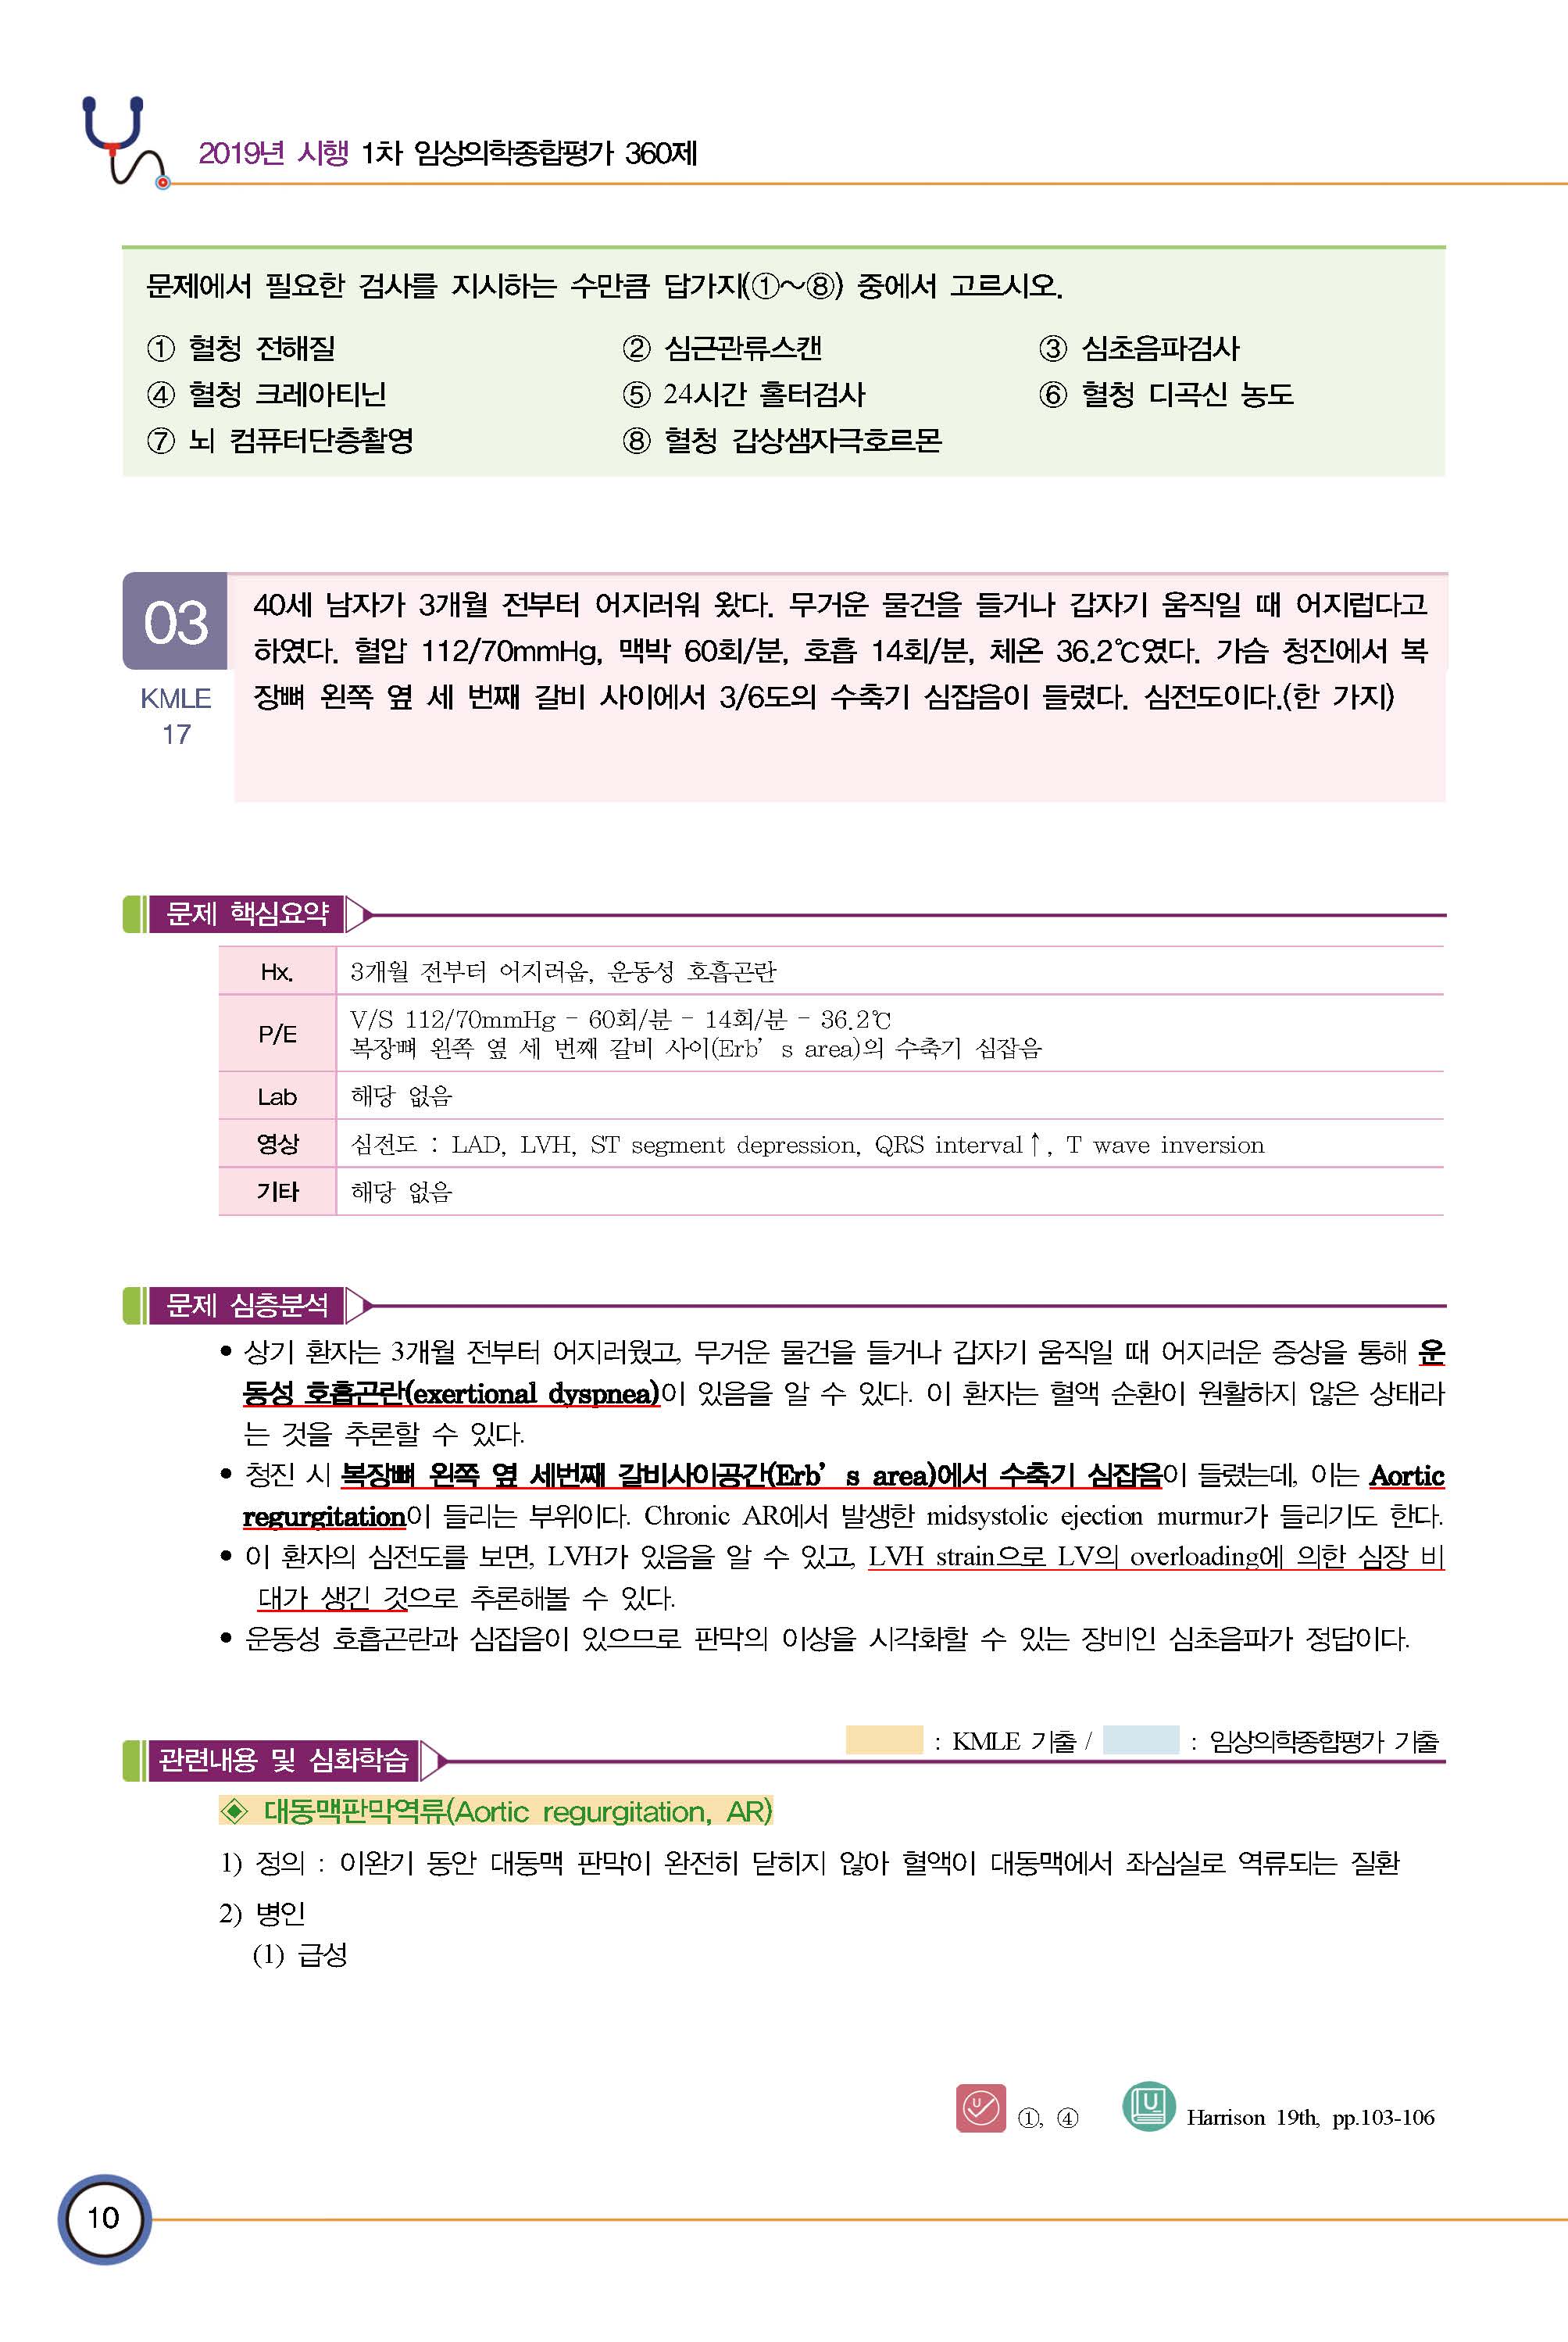 2019년 시행 1차 임상의학종합평가 360제
문제에서 필요한 검사를 지시하는 수만큼 답가지(①~⑧) 중에서 고르시오.
① 혈청 전해질 ② 심근관류스캔 ③ 심초음파검사
④ 혈청 크레아티닌 ⑤ 24시간 홀터검사 ⑥ 혈청 디곡신 농도
⑦ 뇌 컴퓨터단층촬영 ⑧ 혈청 갑상샘자극호르몬
03
KMLE
17
40세 남자가 3개월 전부터 어지러워 왔다. 무거운 물건을 들거나 갑자기 움직일 때 어지럽다고
하였다. 혈압 112/70mmHg, 맥박 60회/분, 호흡 14회/분, 체온 36.2℃였다. 가슴 청진에서 복
장뼈 왼쪽 옆 세 번째 갈비 사이에서 3/6도의 수축기 심잡음이 들렸다. 심전도이다.(한 가지)
문제 핵심요약
Hx. 3개월 전부터 어지러움, 운동성 호흡곤란
P/E V/S 112/70mmHg - 60회/분 - 14회/분 - 36.2℃
복장뼈 왼쪽 옆 세 번째 갈비 사이(Erb’s area)의 수축기 심잡음
Lab 해당 없음
영상 심전도 : LAD, LVH, ST segment depression, QRS interval↑, T wave inversion
기타 해당 없음
문제 심층분석
• 상기 환자는 3개월 전부터 어지러웠고, 무거운 물건을 들거나 갑자기 움직일 때 어지러운 증상을 통해 운
동성 호흡곤란(exertional dyspnea)이 있음을 알 수 있다. 이 환자는 혈액 순환이 원활하지 않은 상태라
는 것을 추론할 수 있다.
• 청진 시 복장뼈 왼쪽 옆 세번째 갈비사이공간(Erb’s area)에서 수축기 심잡음이 들렸는데, 이는 Aortic
regurgitation이 들리는 부위이다. Chronic AR에서 발생한 midsystolic ejection murmur가 들리기도 한다.
• 이 환자의 심전도를 보면, LVH가 있음을 알 수 있고, LVH strain으로 LV의 overloading에 의한 심장 비
대가 생긴 것으로 추론해볼 수 있다.
• 운동성 호흡곤란과 심잡음이 있으므로 판막의 이상을 시각화할 수 있는 장비인 심초음파가 정답이다.
: KMLE 기출 / : 임상의학종합평가 기출
관련내용 및 심화학습
◈ 대동맥판막역류(Aortic regurgitation, AR)
1) 정의 : 이완기 동안 대동맥 판막이 완전히 닫히지 않아 혈액이 대동맥에서 좌심실로 역류되는 질환
2) 병인
(1) 급성
①, ④ Harrison 19th, pp.103-106
10